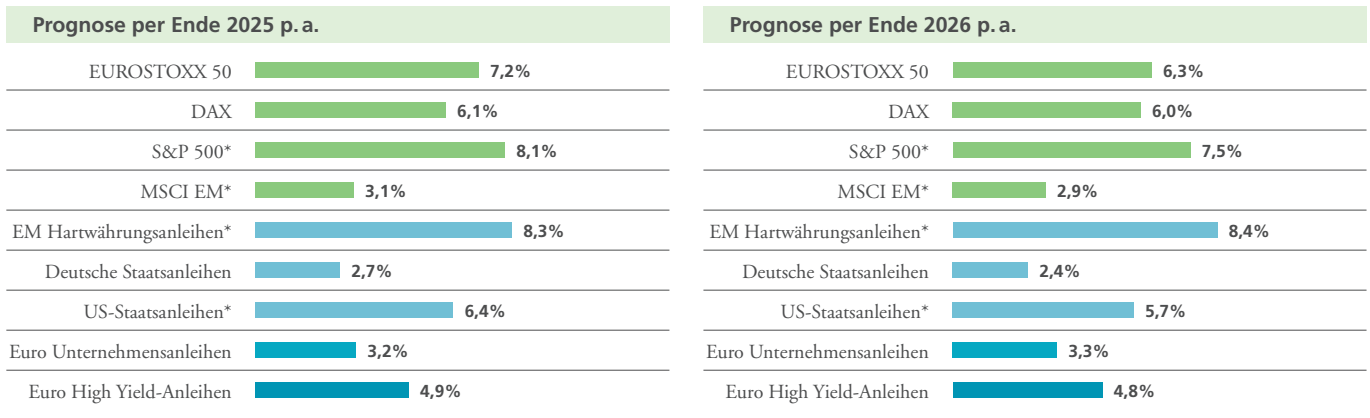 Prognose per Ende 2025 p. a.
EUROSTOXX 50 7,2%
DAX 6,1%
S&P 500* 8,1%
MSCI EM* 3,1%
EM Hartwährungsanleihen* 8,3%
Deutsche Staatsanleihen 2,7%
US-Staatsanleihen* 6,4%
Euro Unternehmensanleihen 3,2%
Euro High Yield-Anleihen 4,9%
Prognose per Ende 2026 p. a.
EUROSTOXX 50 6,3%
DAX 6,0%
S&P 500* 7,5%
MSCI EM* 2,9%
EM Hartwährungsanleihen* 8,4%
Deutsche Staatsanleihen 2,4%
US-Staatsanleihen* 5,7%
Euro Unternehmensanleihen 3,3%
Euro High Yield-Anleihen 4,8%